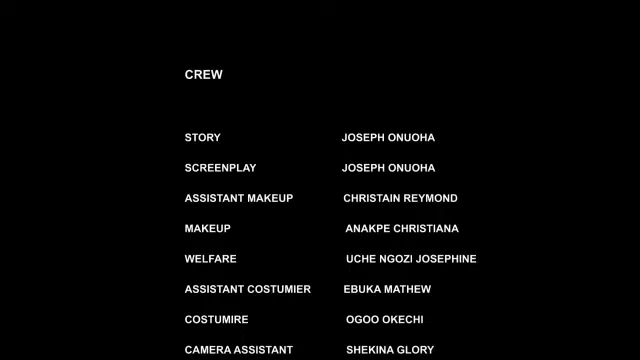 CREW
STORY JOSEPH ONUOHA
SCREENPLAY JOSEPH ONUOHA
ASSISTANT MAKEUP CHRISTAIN REYMOND
MAKEUP ANAKPE CHRISTIANA
WELFARE UCHE NGOZI JOSEPHINE
ASSISTANT COSTUMIER EBUKA MATHEW
COSTUMIRE OGOO OKECHI
CAMERA ASSISTANT SHEKINA GLORY